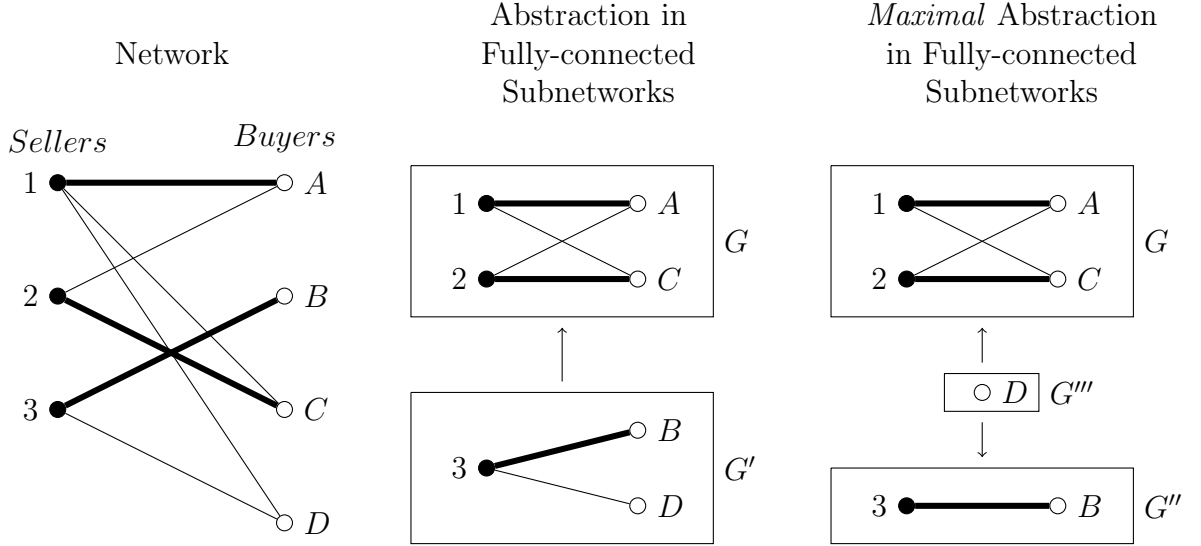 Network
Sellers
Buyers
1
A
2
B
3
C
D
Abstraction in
Fully-connected
Subnetworks
1
A
2
C
G
3
B
D
G′
Maximal Abstraction
in Fully-connected
Subnetworks
1
A
2
C
G
D
G‴
3
B
G″